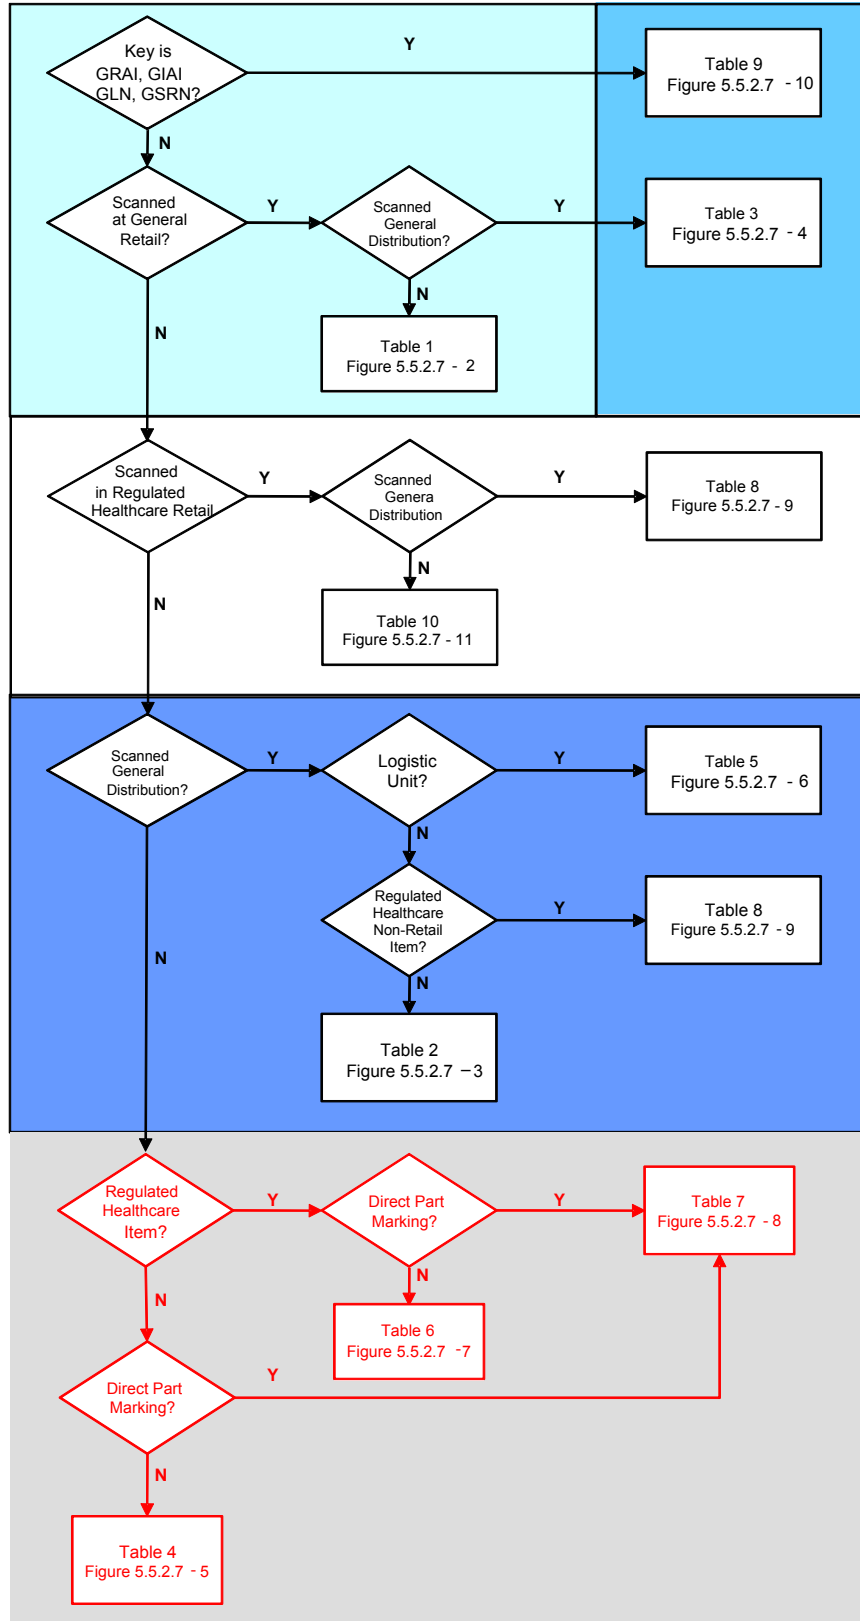 Key is
GRAI, GIAI
GLN, GSRN?
Y
Table 9
Figure 5.5.2.7 - 10
N
Scanned
at General
Retail?
Y
Scanned
General
Distribution?
Y
Table 3
Figure 5.5.2.7 - 4
N
N
Table 1
Figure 5.5.2.7 - 2
Scanned
in Regulated
Healthcare Retail
Y
Scanned
Genera
Distribution
Y
Table 8
Figure 5.5.2.7 - 9
N
N
Table 10
Figure 5.5.2.7 - 11
Scanned
General
Distribution?
Y
Logistic
Unit?
Y
Table 5
Figure 5.5.2.7 - 6
N
Regulated
Healthcare
Non-Retail
Item?
Y
Table 8
Figure 5.5.2.7 - 9
N
N
Table 2
Figure 5.5.2.7 – 3
Regulated
Healthcare
Item?
Y
Direct Part
Marking?
Y
Table 7
Figure 5.5.2.7 - 8
N
N
Table 6
Figure 5.5.2.7 -7
Direct Part
Marking?
Y
N
Table 4
Figure 5.5.2.7 - 5